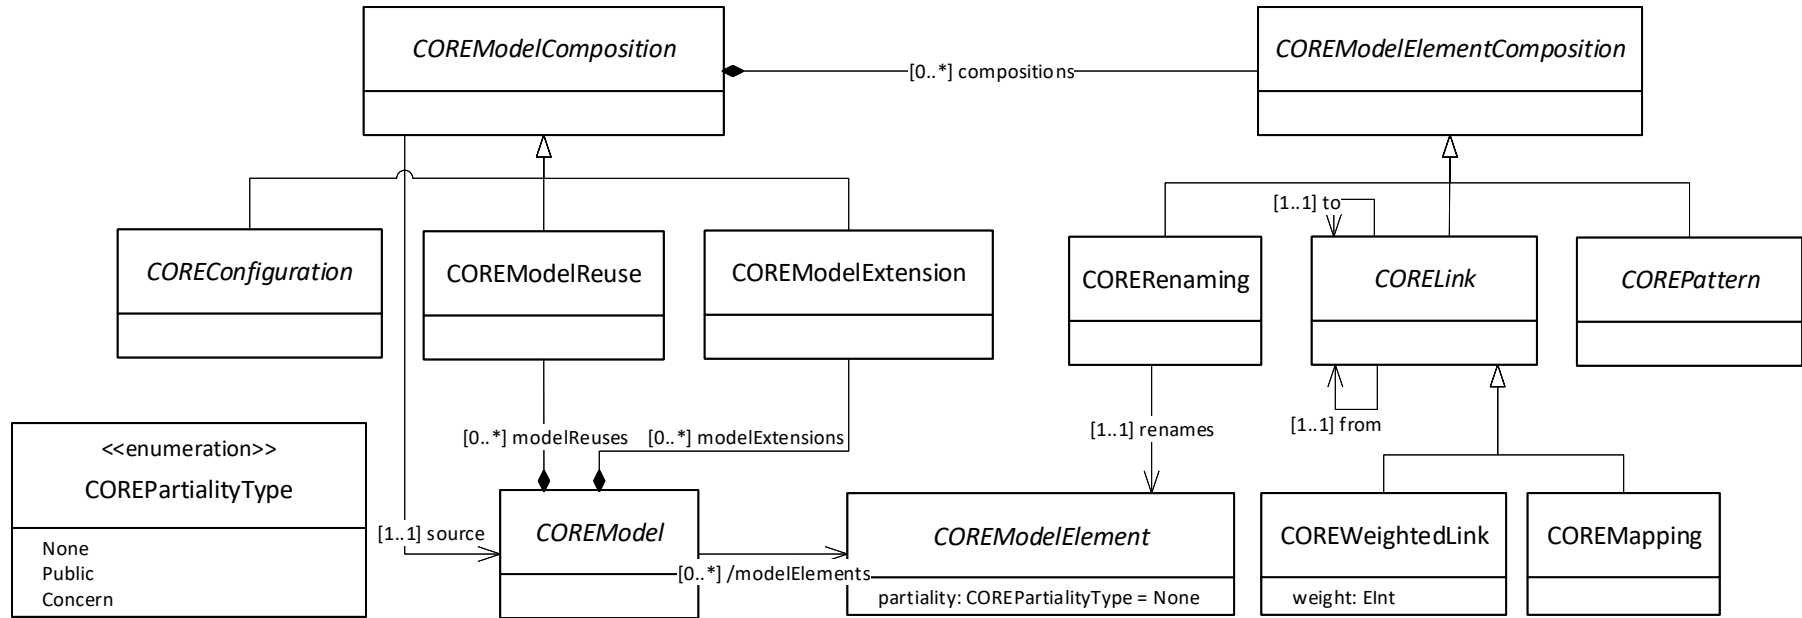 COREModelComposition
COREModelElementComposition
[0..*] compositions
[1..1] to
COREConfiguration
COREModelReuse
COREModelExtension
CORERenaming
CORELink
COREPattern
[0..*] modelReuses
[0..*] modelExtensions
[1..1] renames
[1..1] from
<<enumeration>>
COREPartialityType
None
Public
Concern
[1..1] source
COREModel
[0..*] /modelElements
COREModelElement
partiality: COREPartialityType = None
COREWeightedLink
weight: EInt
COREMapping